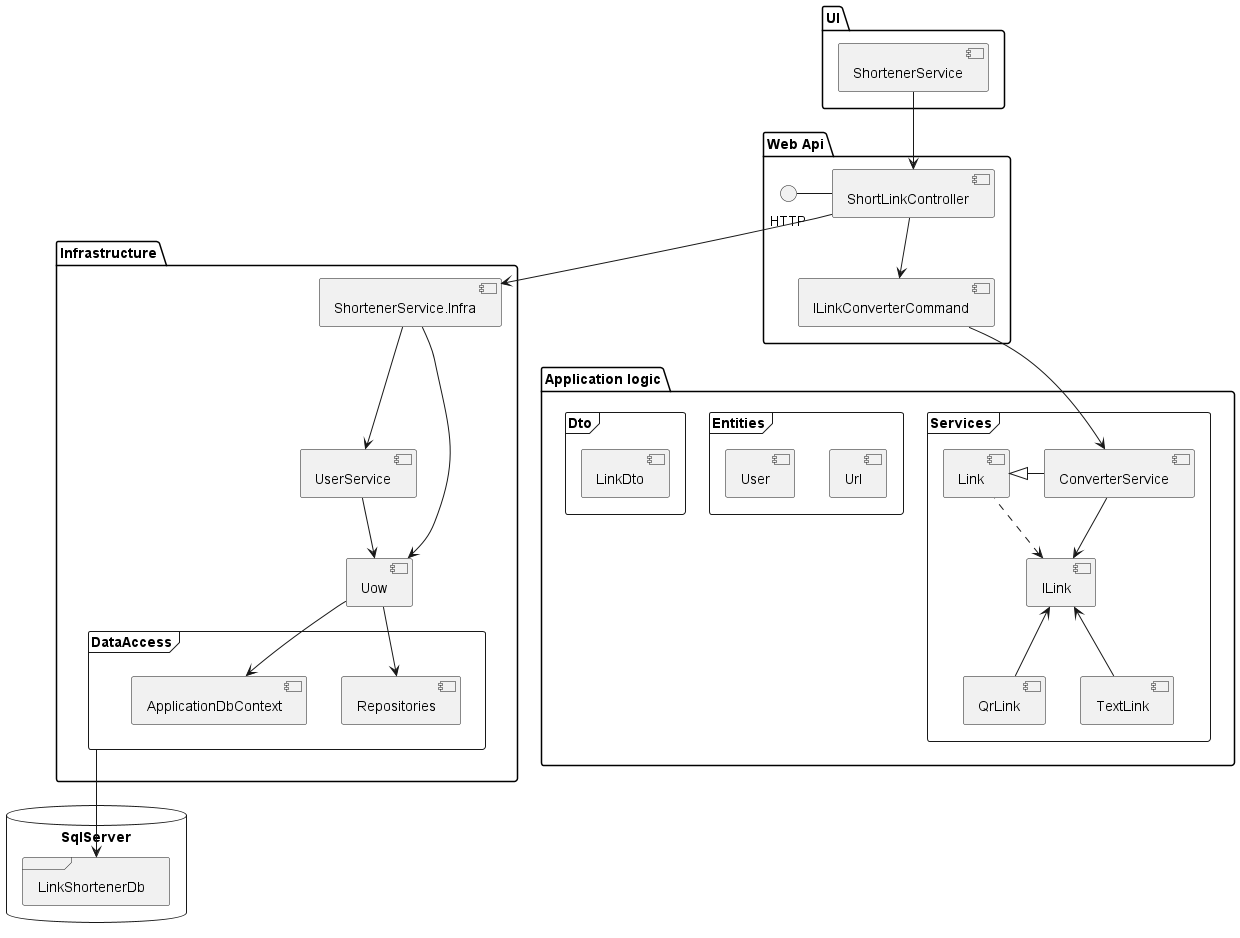 UI
ShortenerService
Web Api
ShortLinkController
HTTP
ILinkConverterCommand
Infrastructure
ShortenerService.Infra
UserService
Uow
DataAccess
ApplicationDbContext
Repositories
Application logic
Dto
LinkDto
Entities
User
Url
Services
Link
ConverterService
ILink
QrLink
TextLink
SqlServer
LinkShortenerDb